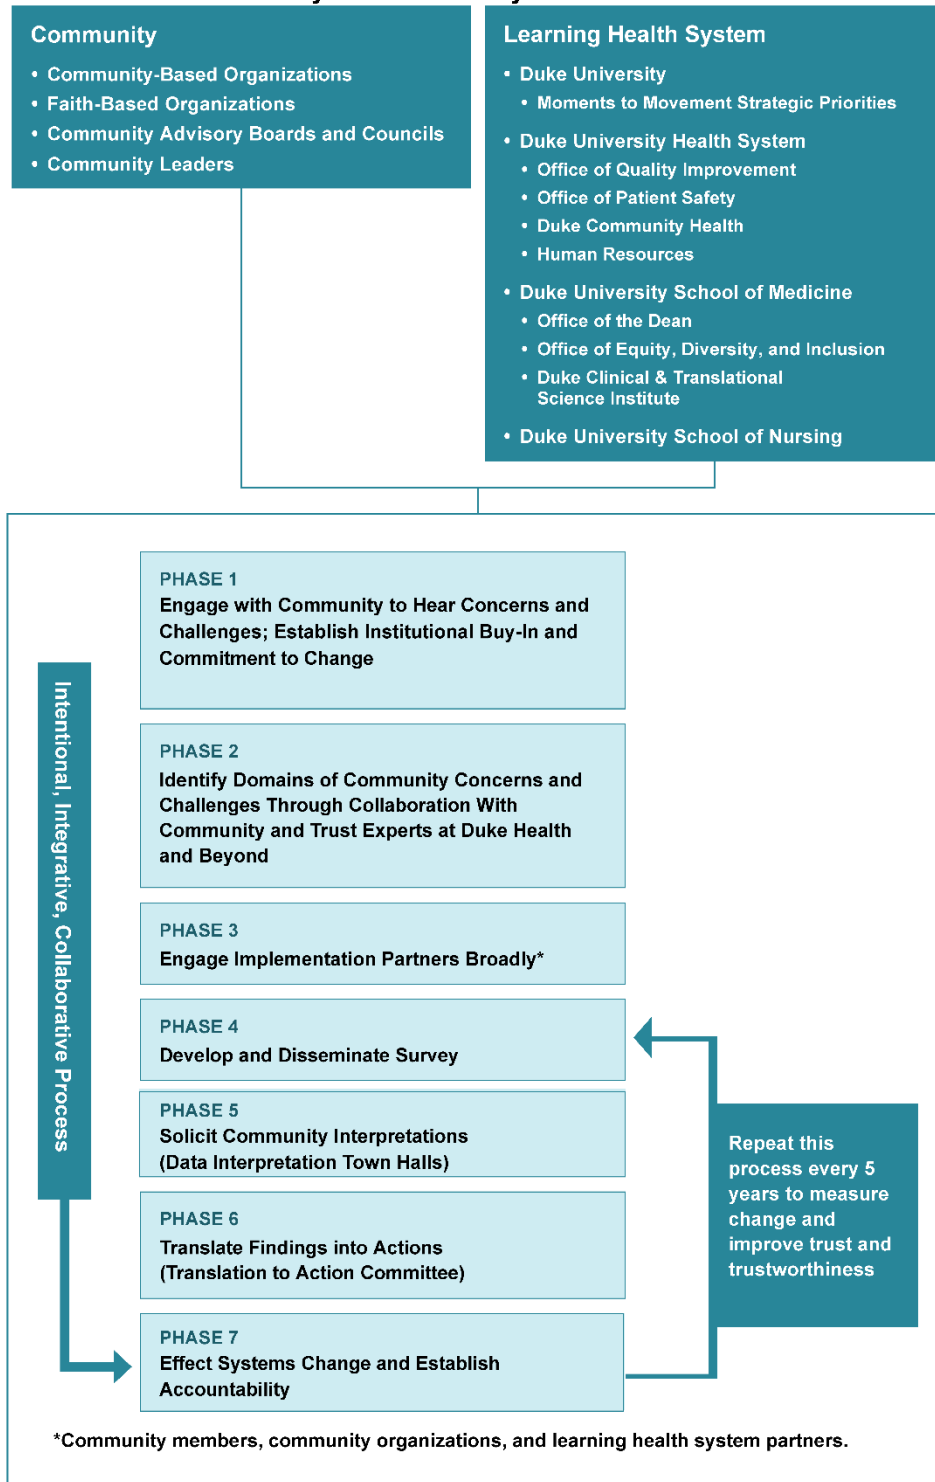 Community
• Community-Based Organizations
• Faith-Based Organizations
• Community Advisory Boards and Councils
• Community Leaders
Learning Health System
• Duke University
• Moments to Movement Strategic Priorities
• Duke University Health System
• Office of Quality Improvement
• Office of Patient Safety
• Duke Community Health
• Human Resources
• Duke University School of Medicine
• Office of the Dean
• Office of Equity, Diversity, and Inclusion
• Duke Clinical & Translational
Science Institute
• Duke University School of Nursing
Intentional, Integrative, Collaborative Process
PHASE 1
Engage with Community to Hear Concerns and
Challenges; Establish Institutional Buy-In and
Commitment to Change
PHASE 2
Identify Domains of Community Concerns and
Challenges Through Collaboration With
Community and Trust Experts at Duke Health
and Beyond
PHASE 3
Engage Implementation Partners Broadly*
PHASE 4
Develop and Disseminate Survey
PHASE 5
Solicit Community Interpretations
(Data Interpretation Town Halls)
PHASE 6
Translate Findings into Actions
(Translation to Action Committee)
PHASE 7
Effect Systems Change and Establish
Accountability
Repeat this
process every 5
years to measure
change and
improve trust and
trustworthiness
*Community members, community organizations, and learning health system partners.